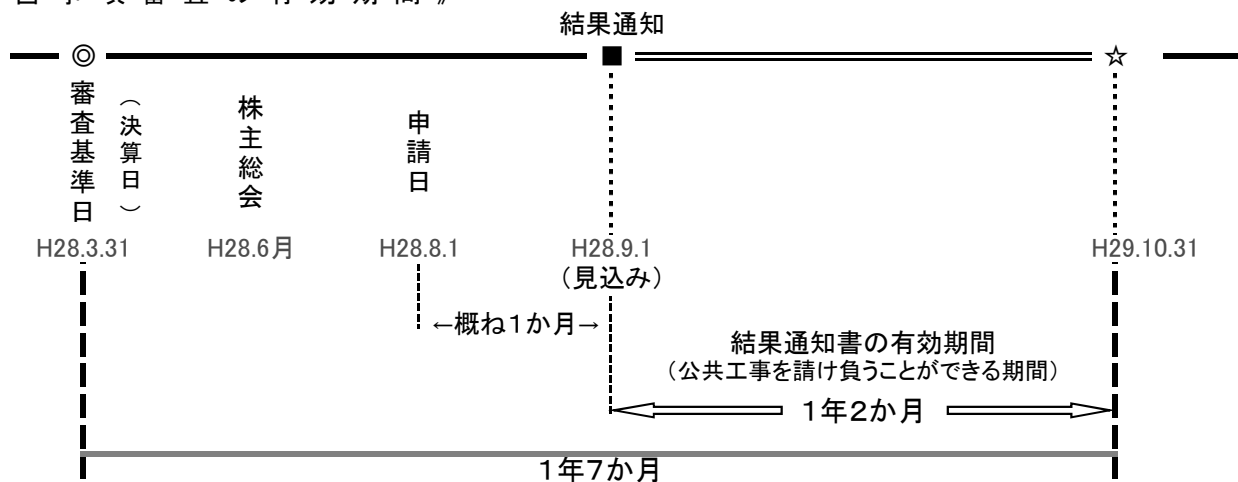 結果通知
◎ ■ ☆
審査基準日
（決算日）
株主総会
申請日
H28.3.31 H28.6月 H28.8.1 H28.9.1 H29.10.31
（見込み）
←概ね１か月→
結果通知書の有効期間
（公共工事を請け負うことができる期間）
１年２か月
１年７か月